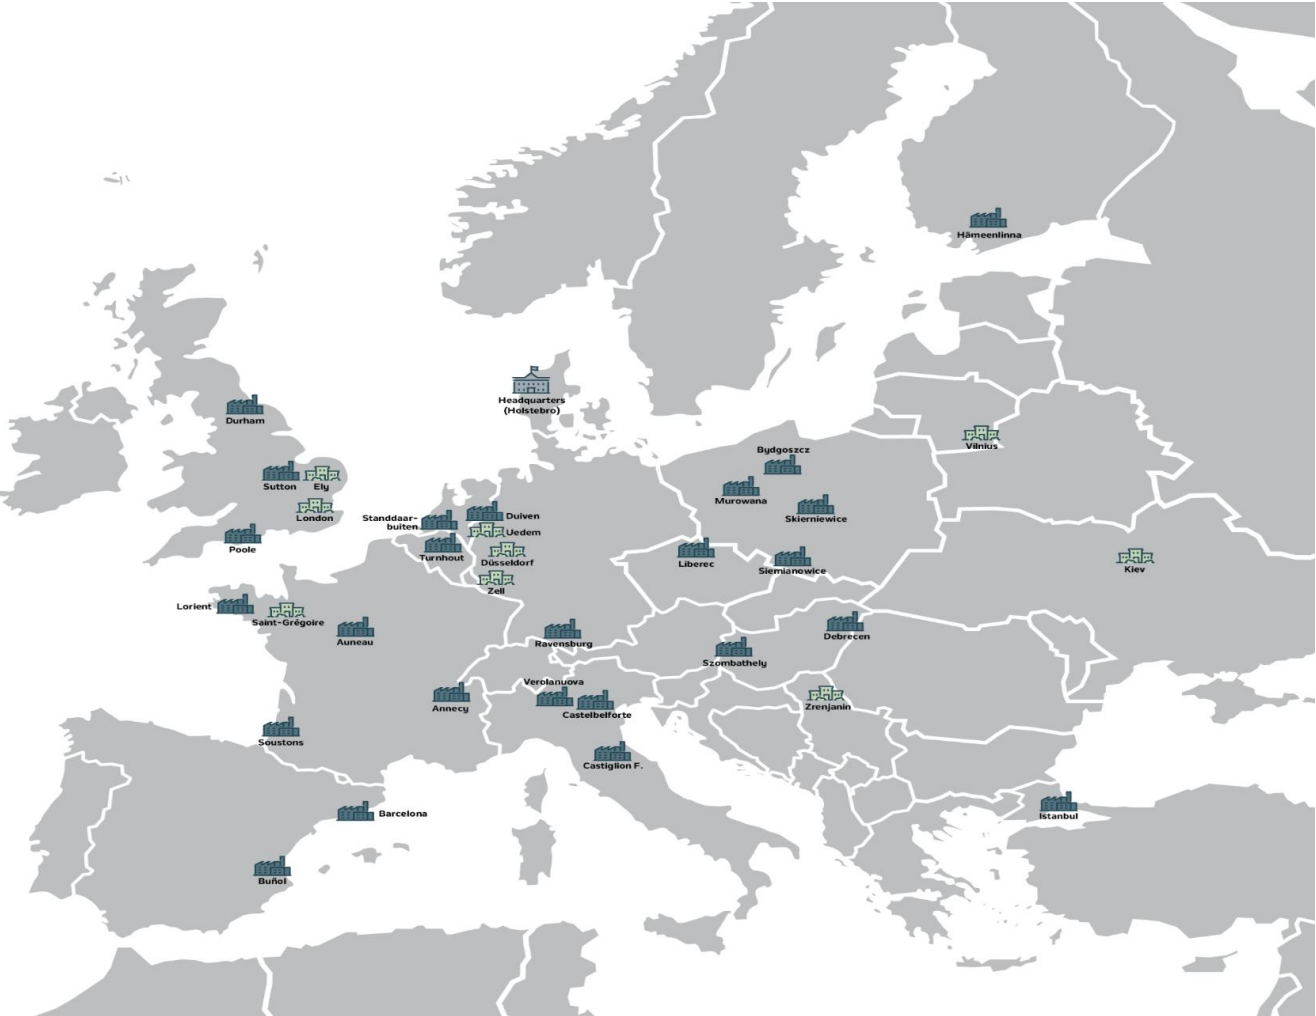 Hämeenlinna
Headquarters
(Holstebro)
Durham
Vilnius
Bydgoszcz
Sutton
Ely
Murowana
London
Standdaar-
buiten
Duiven
Skierniewice
Uedem
Poole
Turnhout
Düsseldorf
Liberec
Siemianowice
Kiev
Zell
Lorient
Saint-Grégoire
Auneau
Ravensburg
Debrecen
Szombathely
Verolanuova
Annecy
Castelbelforte
Zrenjanin
Soustons
Castiglion F.
Barcelona
Istanbul
Buñol